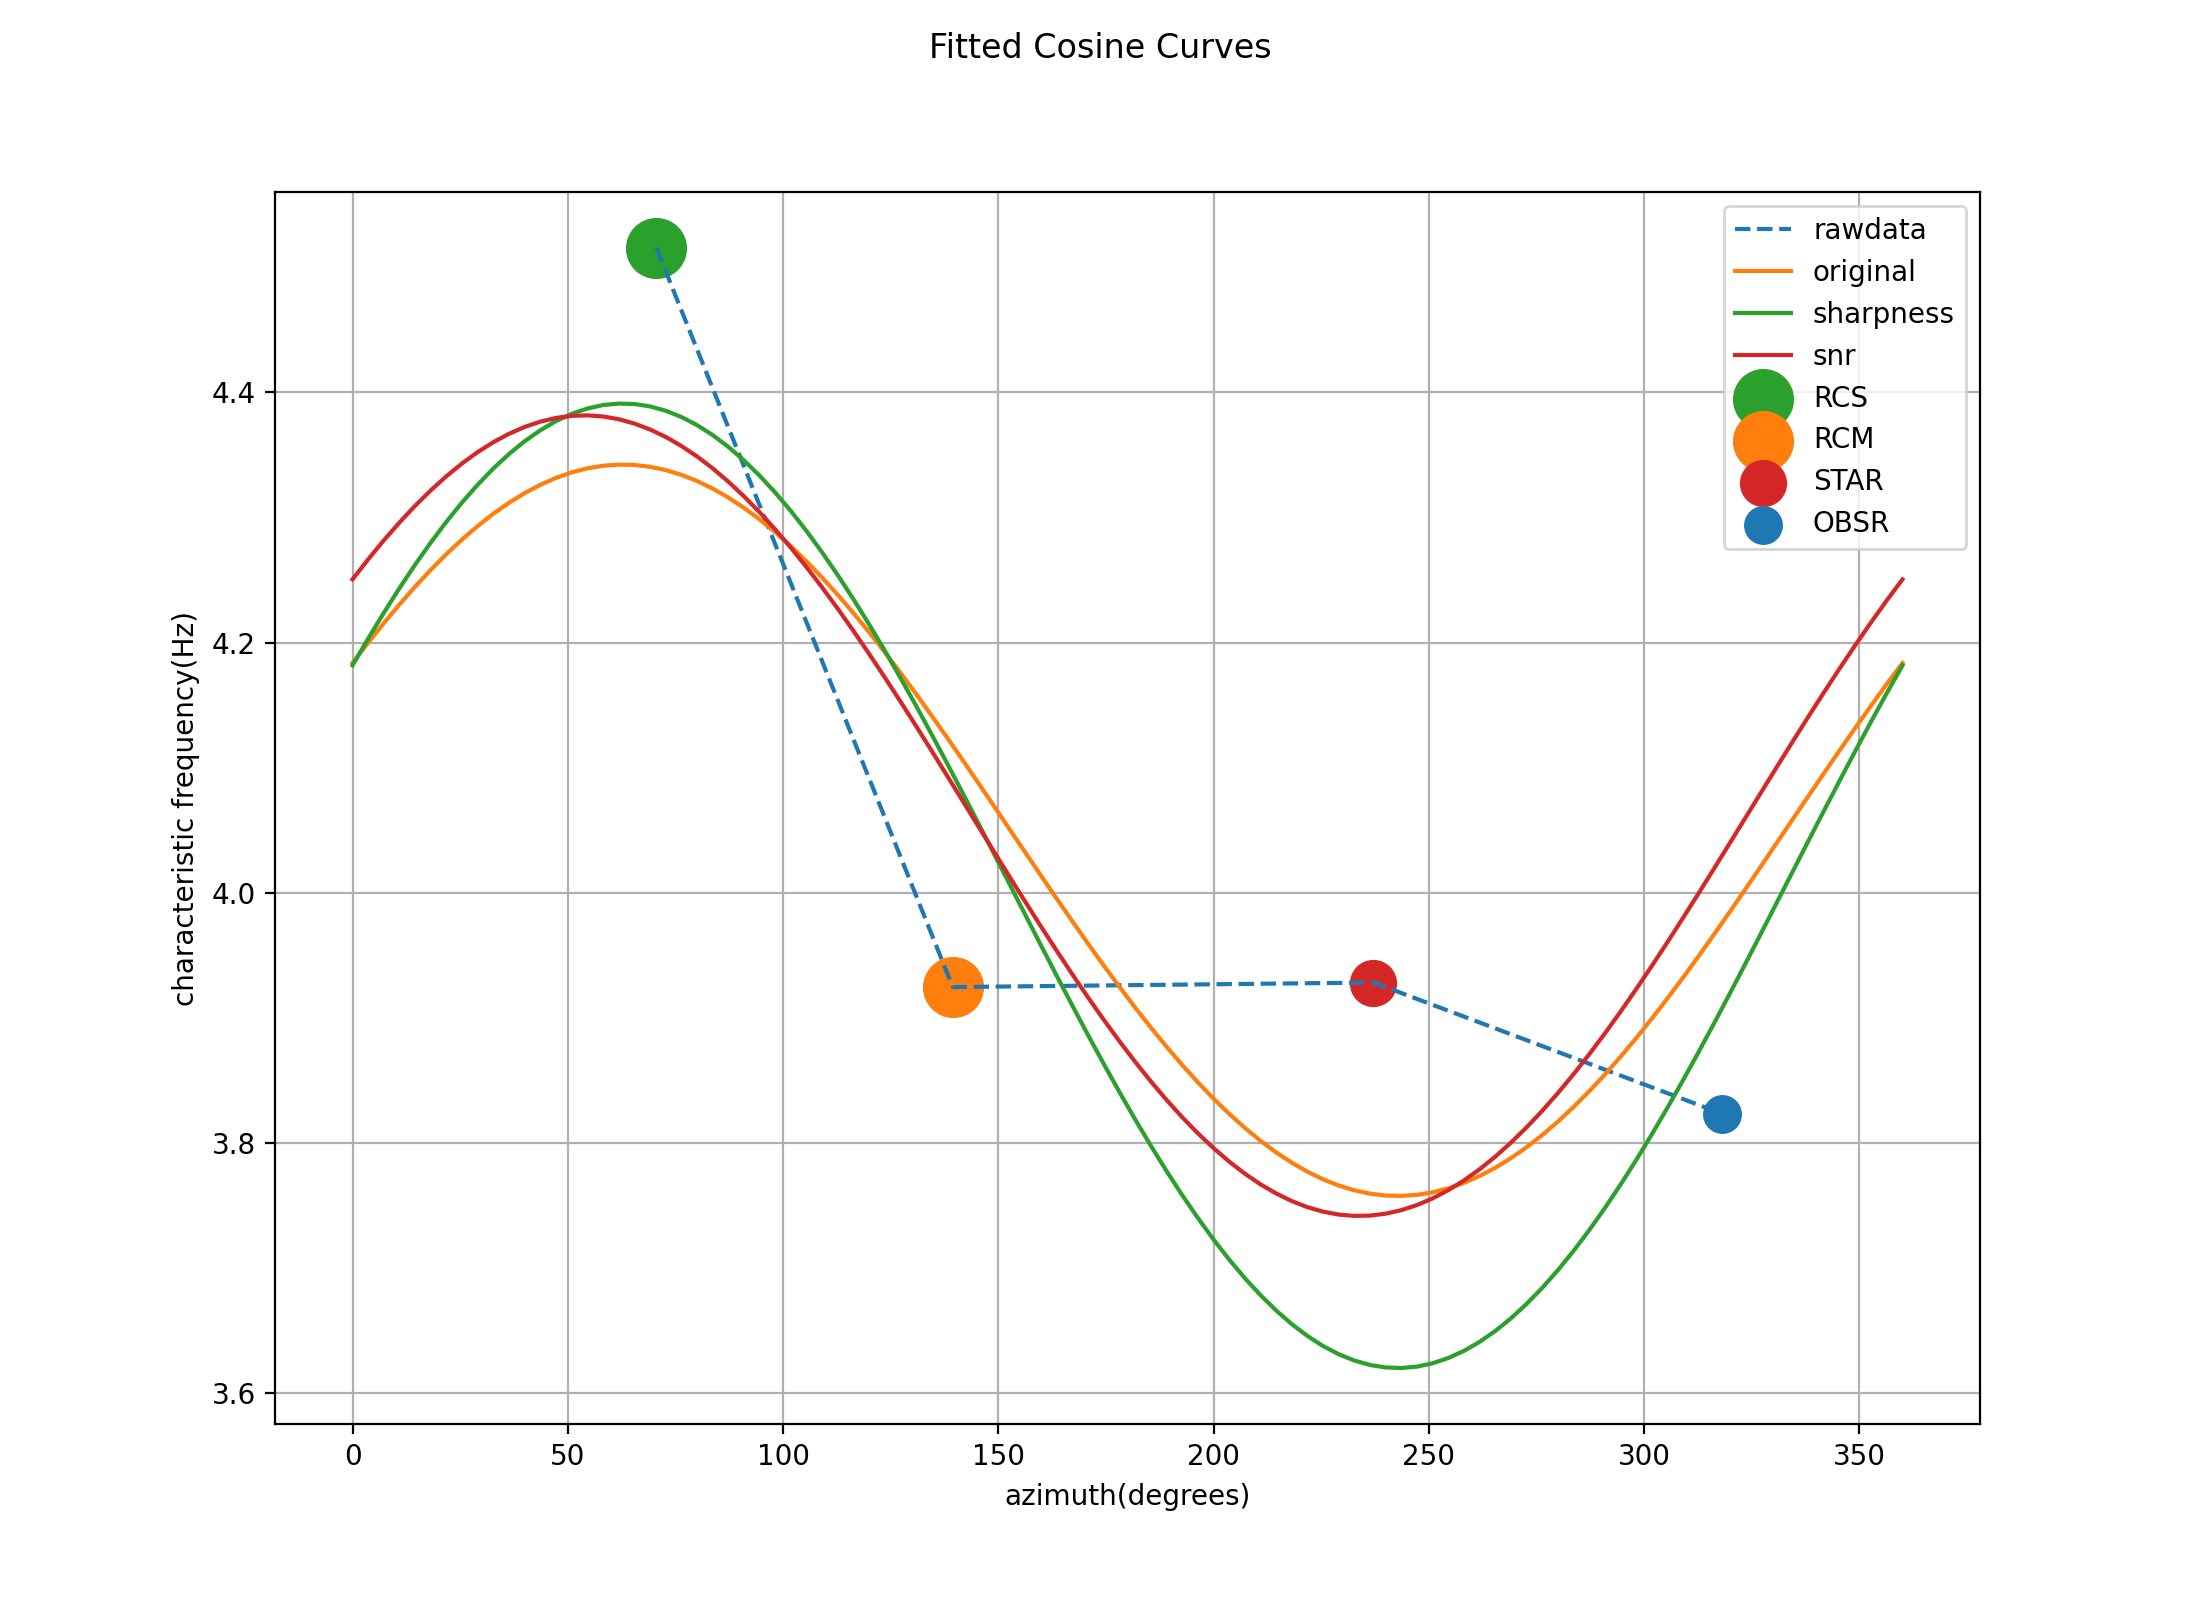 Fitted Cosine Curves
rawdata
original
sharpness
snr
RCS
RCM
STAR
OBSR
4.4
4.2
4.0
3.8
3.6
characteristic frequency(Hz)
0 50 100 150 200 250 300 350
azimuth(degrees)